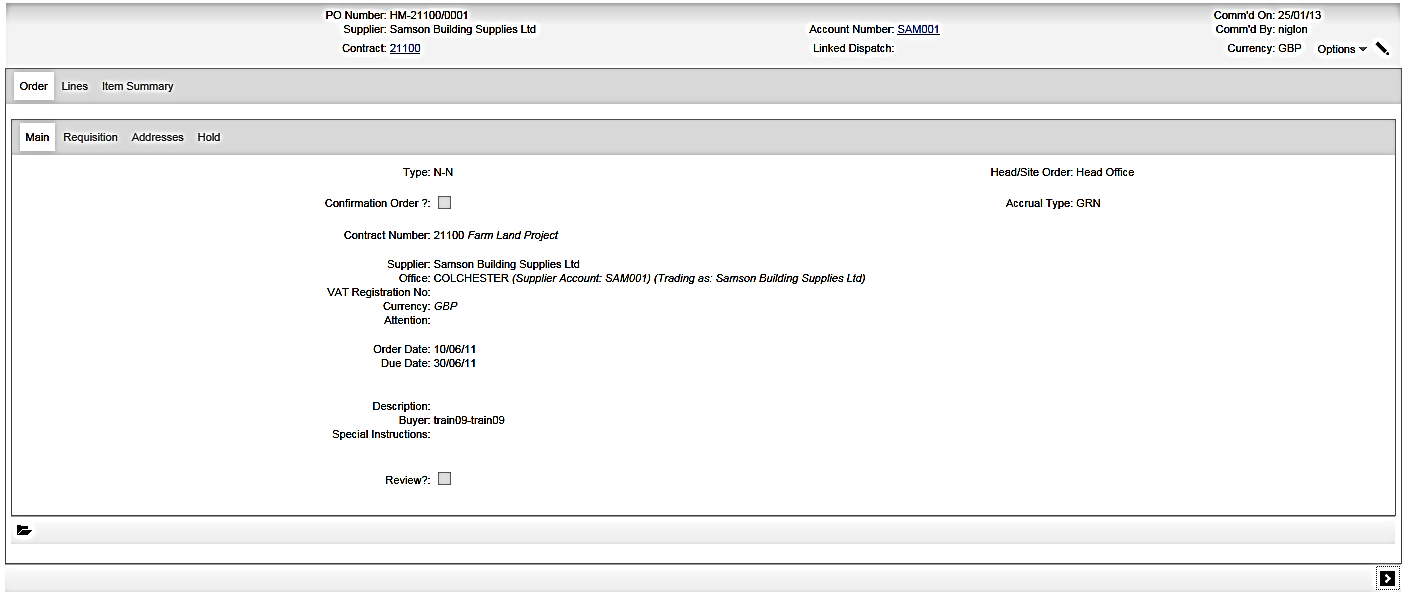 PO Number: HM-21100/0001
Supplier: Samson Building Supplies Ltd
Contract: 21100
Account Number: SAM001
Linked Dispatch:
Comm'd On: 25/01/13
Comm'd By: niglon
Currency: GBP Options
Order Lines Item Summary
Main Requisition Addresses Hold
Type: N-N
Head/Site Order: Head Office
Confirmation Order ?:
Accrual Type: GRN
Contract Number: 21100 Farm Land Project
Supplier: Samson Building Supplies Ltd
Office: COLCHESTER (Supplier Account: SAM001) (Trading as: Samson Building Supplies Ltd)
VAT Registration No:
Currency: GBP
Attention:
Order Date: 10/06/11
Due Date: 30/06/11
Description:
Buyer: train09-train09
Special Instructions:
Review?: